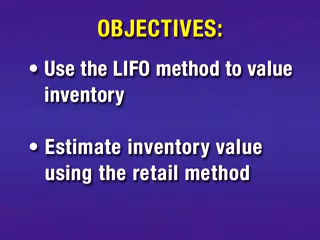 OBJECTIVES:
• Use the LIFO method to value
inventory
• Estimate inventory value
using the retail method